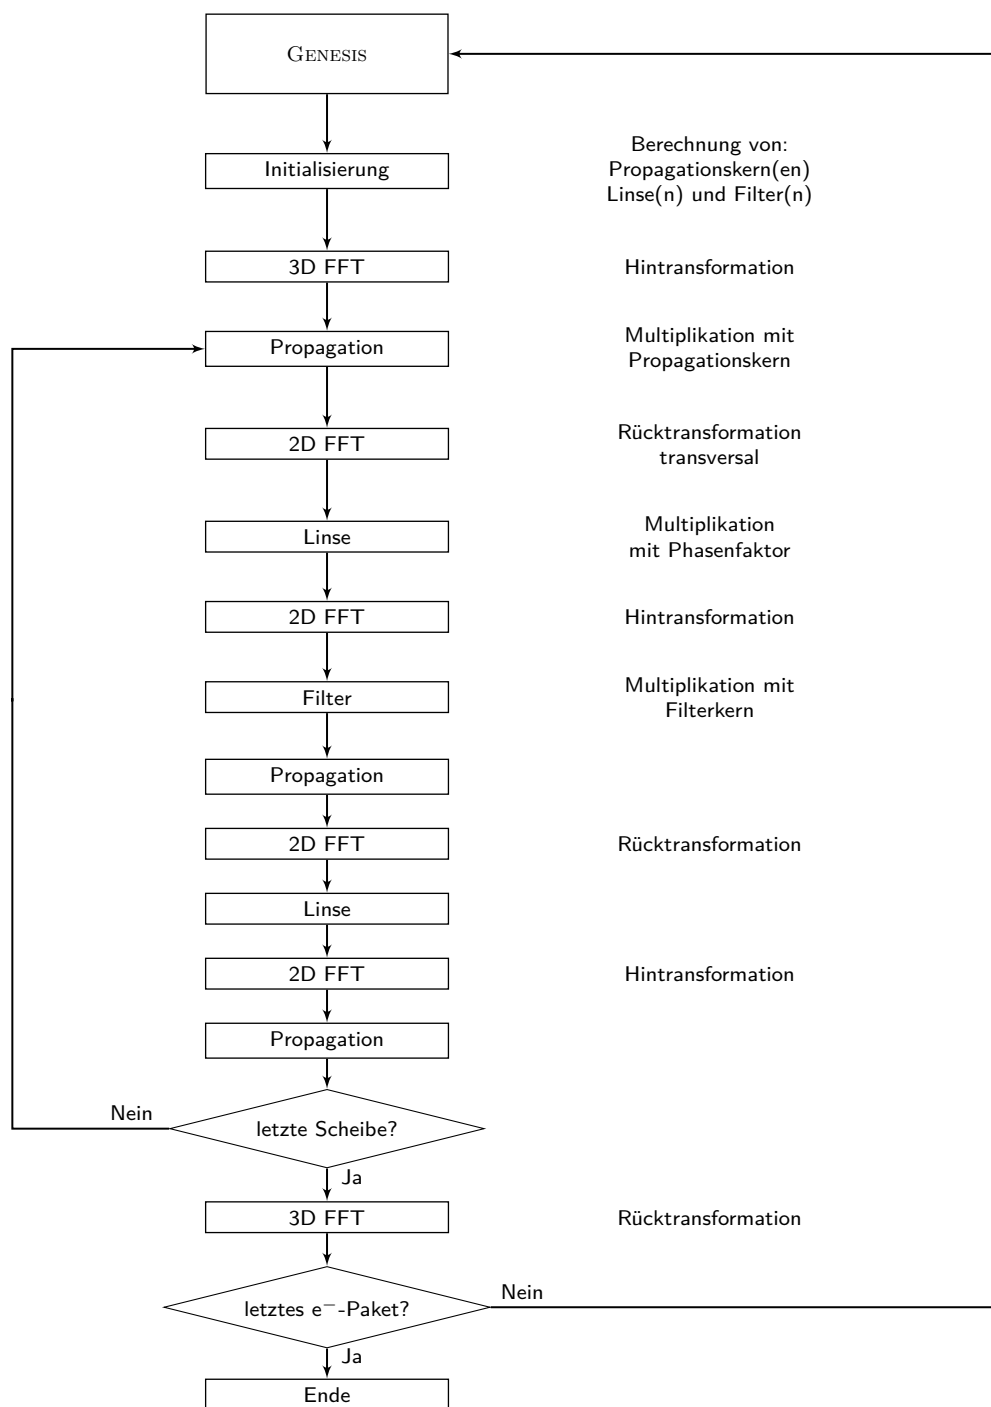 GENESIS
Initialisierung
Berechnung von:
Propagationskern(en)
Linse(n) und Filter(n)
3D FFT
Hintransformation
Propagation
Multiplikation mit
Propagationskern
2D FFT
Rücktransformation
transversal
Linse
Multiplikation
mit Phasenfaktor
2D FFT
Hintransformation
Filter
Multiplikation mit
Filterkern
Propagation
2D FFT
Rücktransformation
Linse
2D FFT
Hintransformation
Propagation
Nein
letzte Scheibe?
Ja
3D FFT
Rücktransformation
Nein
letztes e⁻-Paket?
Ja
Ende